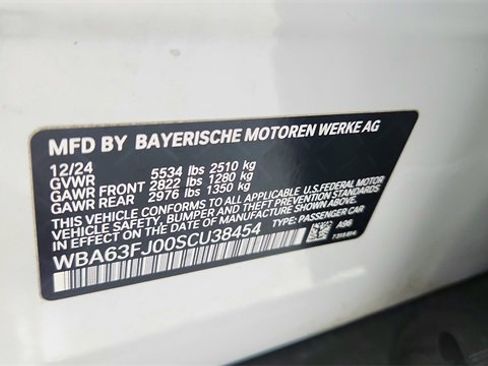 MFD BY BAYERISCHE MOTOREN WERKE AG
12/24 5534 lbs 2510 kg
GVWR
GAWR FRONT 2822 lbs 1280 kg
GAWR REAR 2976 lbs 1350 kg
THIS VEHICLE CONFORMS TO ALL APPLICABLE U.S. FEDERAL MOTOR
VEHICLE SAFETY, BUMPER AND THEFT PREVENTION STANDARDS
IN EFFECT ON THE DATE OF MANUFACTURE SHOWN ABOVE.
WBA63FJ00SCU38454 TYPE: PASSENGER CAR
A96